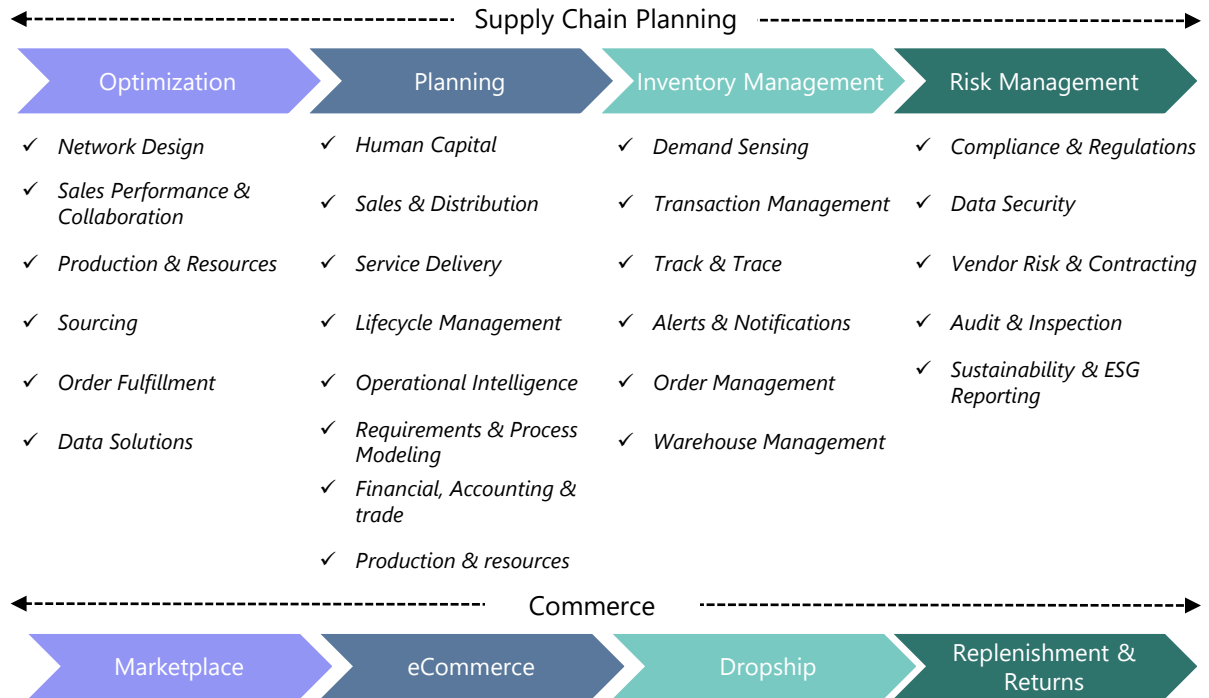 Supply Chain Planning
Optimization
Planning
Inventory Management
Risk Management
✓ Network Design
✓ Sales Performance &
Collaboration
✓ Production & Resources
✓ Sourcing
✓ Order Fulfillment
✓ Data Solutions
✓ Human Capital
✓ Sales & Distribution
✓ Service Delivery
✓ Lifecycle Management
✓ Operational Intelligence
✓ Requirements & Process
Modeling
✓ Financial, Accounting &
trade
✓ Production & resources
✓ Demand Sensing
✓ Transaction Management
✓ Track & Trace
✓ Alerts & Notifications
✓ Order Management
✓ Warehouse Management
✓ Compliance & Regulations
✓ Data Security
✓ Vendor Risk & Contracting
✓ Audit & Inspection
✓ Sustainability & ESG
Reporting
Commerce
Marketplace
eCommerce
Dropship
Replenishment &
Returns